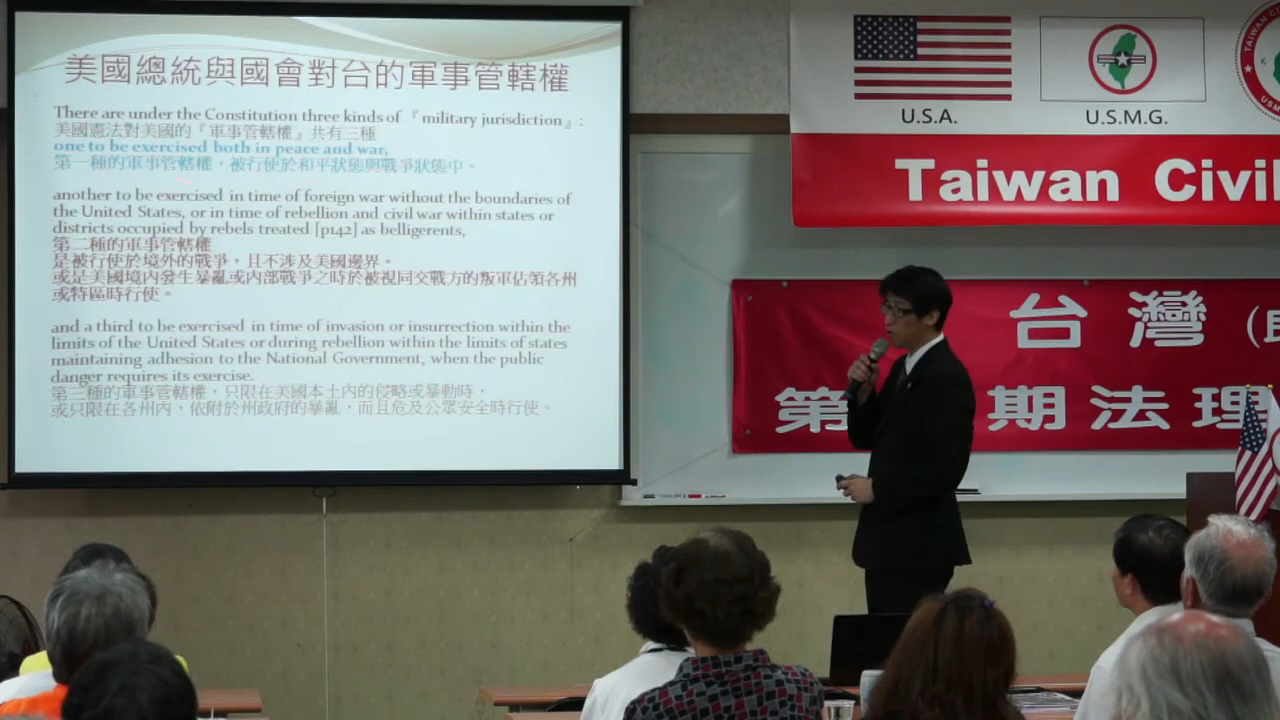 美國總統與國會對台的軍事管轄權
There are under the Constitution three kinds of『military jurisdiction』:
美國憲法對美國的『軍事管轄權』共有三種
one to be exercised both in peace and war,
第一種的軍事管轄權，被行使於和平狀態與戰爭狀態中。
another to be exercised in time of foreign war without the boundaries of
the United States, or in time of rebellion and civil war within states or
districts occupied by rebels treated [p142] as belligerents,
第二種的軍事管轄權
是被行使於境外的戰爭，且不涉及美國邊界。
或是美國境內發生暴亂或內部戰爭之時於被視同交戰方的叛軍佔領各州
或特區時行使。
and a third to be exercised in time of invasion or insurrection within the
limits of the United States or during rebellion within the limits of states
maintaining adhesion to the National Government, when the public
danger requires its exercise.
第三種的軍事管轄權，只限在美國本土內的侵略或暴動時，
或只限在各州內，依附於州政府的暴亂，而且危及公眾安全時行使。
U.S.A.
U.S.M.G.
Taiwan Civil
台灣
第 期法理